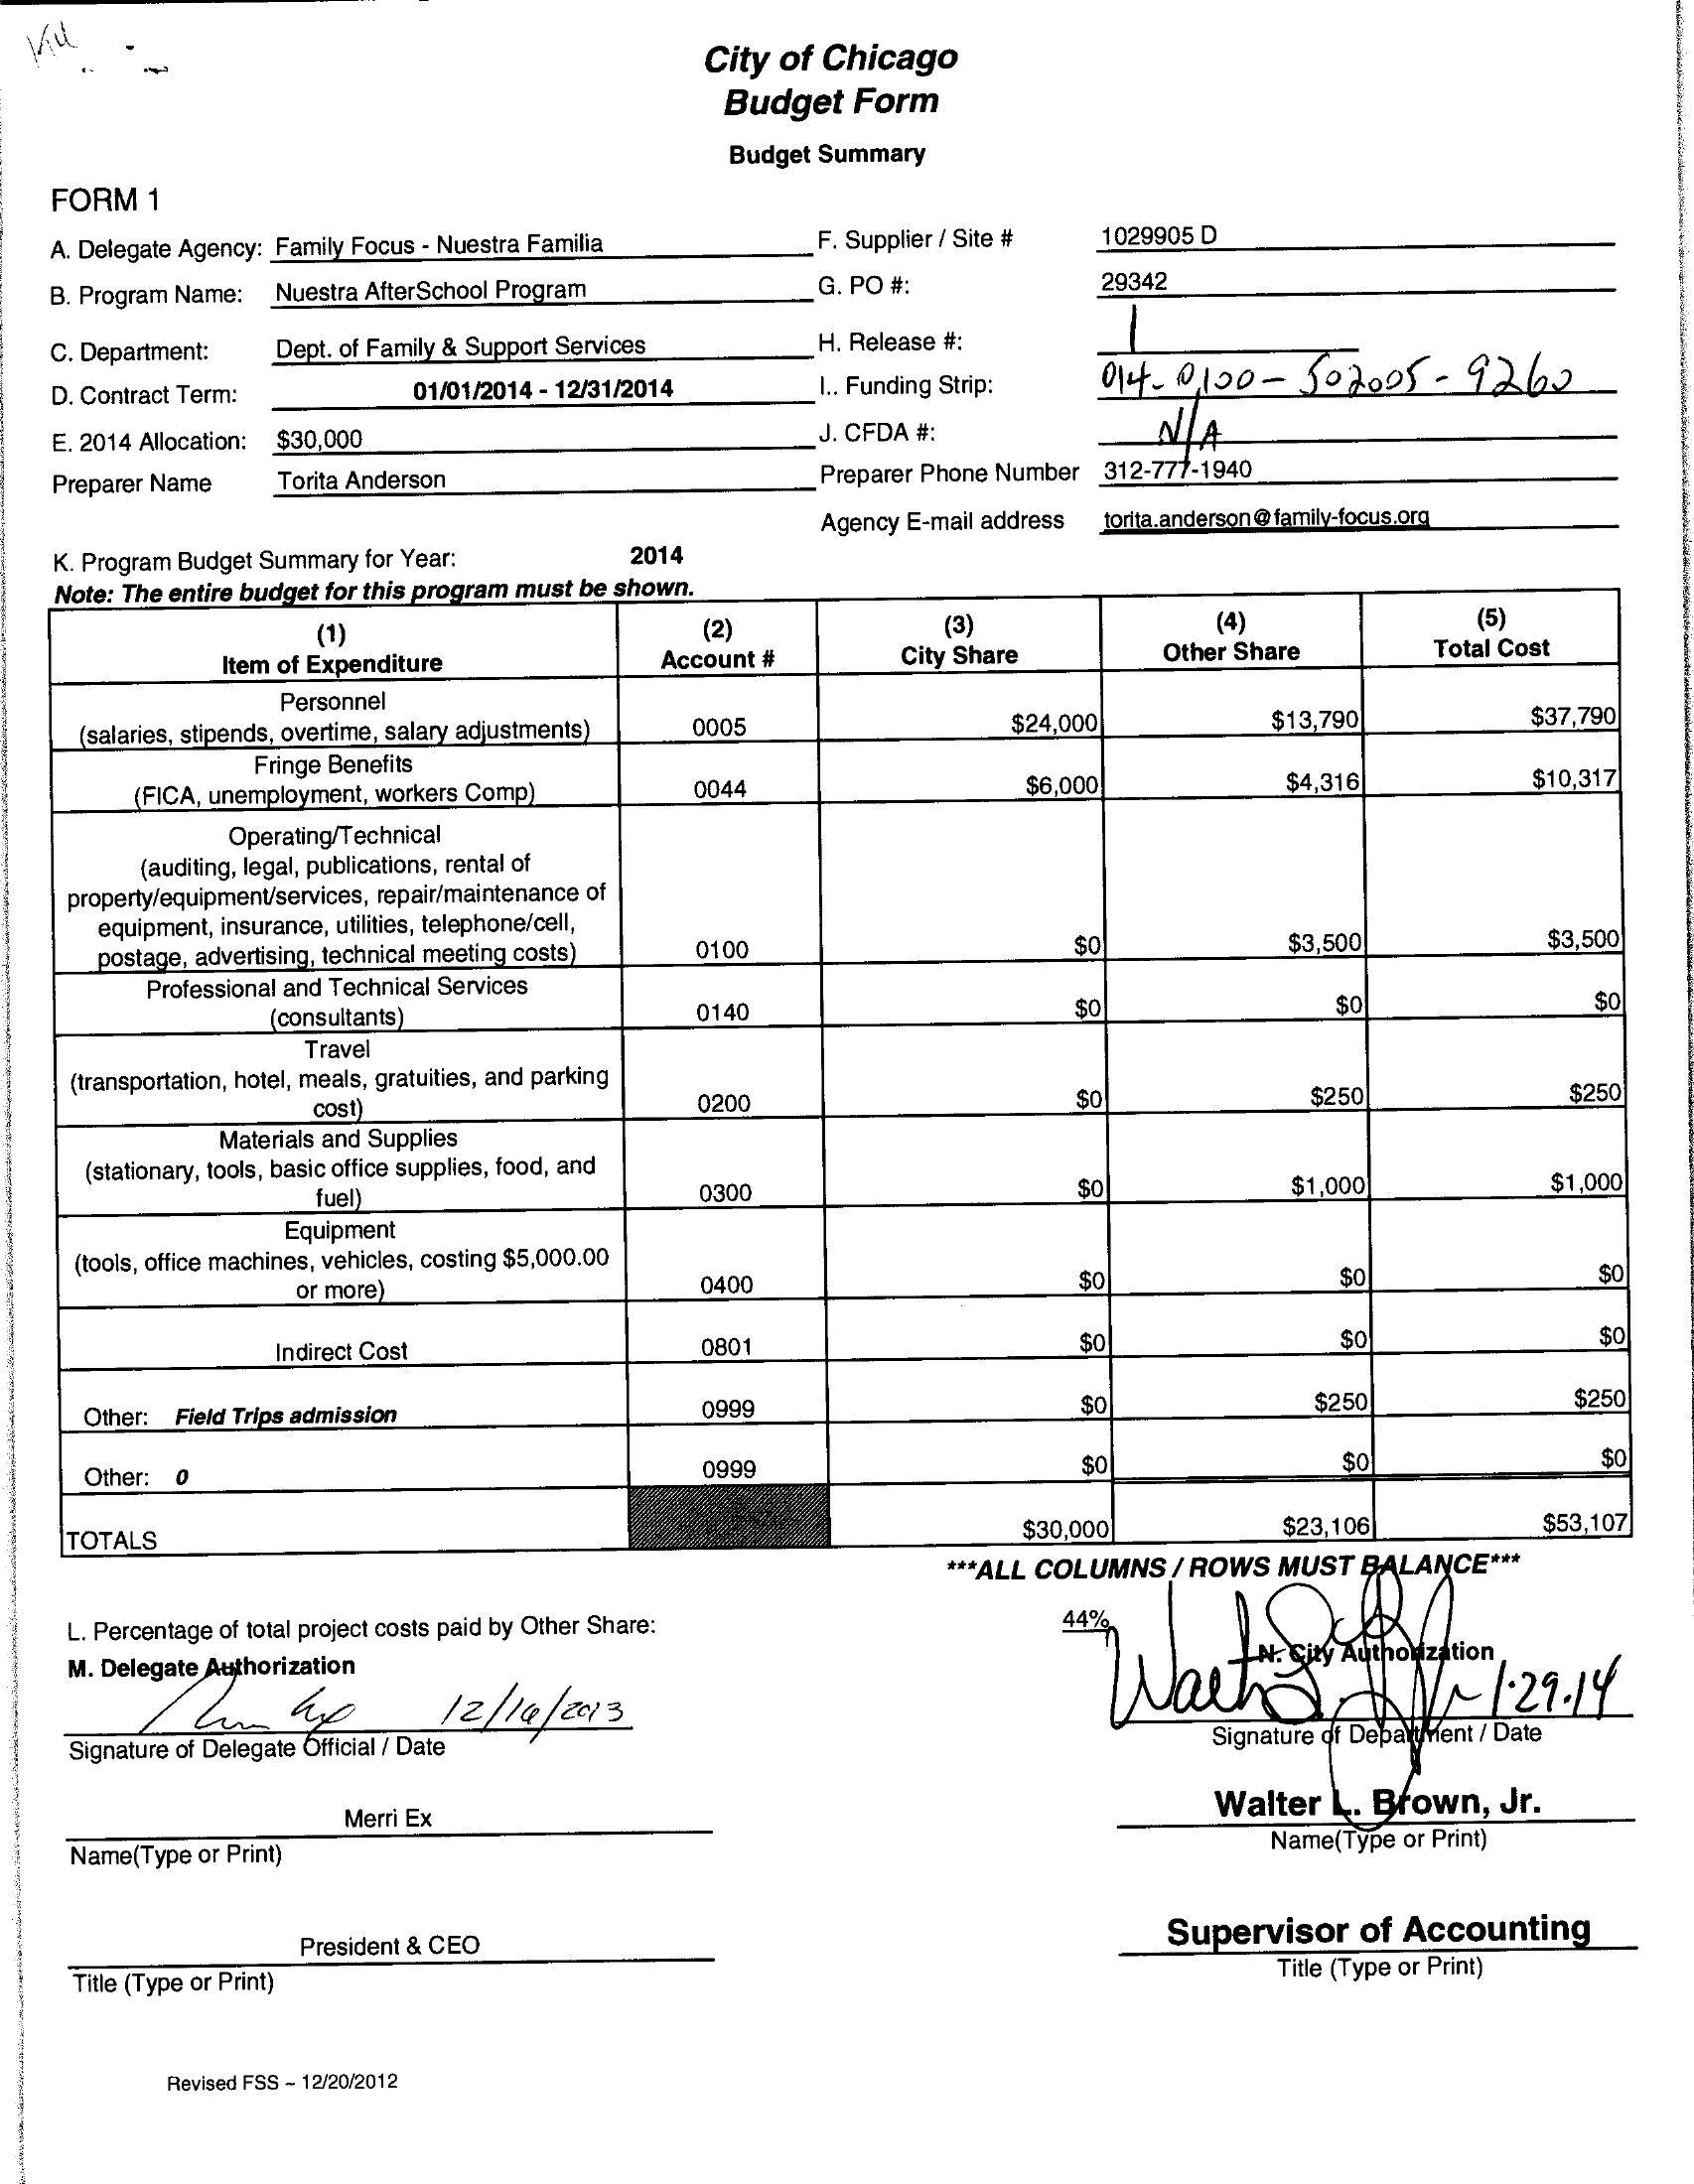 City of Chicago
Budget Form
Budget Summary
FORM 1
A. Delegate Agency: Family Focus - Nuestra Familia F. Supplier / Site # 1029905 D
B. Program Name: Nuestra AfterSchool Program G. PO #: 29342
C. Department: Dept. of Family & Support Services H. Release #: 1
D. Contract Term: 01/01/2014 - 12/31/2014 I.. Funding Strip: 014-0100-502005-9260
E. 2014 Allocation: $30,000 J. CFDA #: N/A
Preparer Name Torita Anderson Preparer Phone Number 312-777-1940
Agency E-mail address torita.anderson@family-focus.org
K. Program Budget Summary for Year: 2014
Note: The entire budget for this program must be shown.
(1) (2) (3) (4) (5)
Item of Expenditure Account # City Share Other Share Total Cost
Personnel
(salaries, stipends, overtime, salary adjustments) 0005 $24,000 $13,790 $37,790
Fringe Benefits
(FICA, unemployment, workers Comp) 0044 $6,000 $4,316 $10,317
Operating/Technical
(auditing, legal, publications, rental of
property/equipment/services, repair/maintenance of
equipment, insurance, utilities, telephone/cell,
postage, advertising, technical meeting costs) 0100 $0 $3,500 $3,500
Professional and Technical Services
(consultants) 0140 $0 $0 $0
Travel
(transportation, hotel, meals, gratuities, and parking
cost) 0200 $0 $250 $250
Materials and Supplies
(stationary, tools, basic office supplies, food, and
fuel) 0300 $0 $1,000 $1,000
Equipment
(tools, office machines, vehicles, costing $5,000.00
or more) 0400 $0 $0 $0
Indirect Cost 0801 $0 $0 $0
Other: Field Trips admission 0999 $0 $250 $250
Other: 0 0999 $0 $0 $0
TOTALS $30,000 $23,106 $53,107
***ALL COLUMNS / ROWS MUST BALANCE***
L. Percentage of total project costs paid by Other Share: 44%
M. Delegate Authorization N. City Authorization
12/16/2013 1.29.14
Signature of Delegate Official / Date Signature of Department / Date
Merri Ex Walter L. Brown, Jr.
Name(Type or Print) Name(Type or Print)
President & CEO Supervisor of Accounting
Title (Type or Print) Title (Type or Print)
Revised FSS ~ 12/20/2012